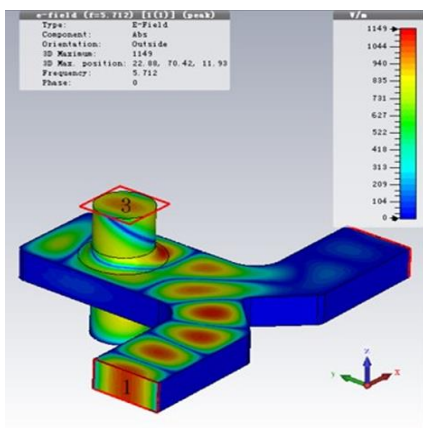 e-field (f=5.712) [1(1)] (peak)
Type: E-Field
Component: Abs
Orientation: Outside
3D Maximum: 1149
3D Max. position: 22.88, 70.42, 11.93
Frequency: 5.712
Phase: 0
V/m
1149
1044
940
835
731
627
522
418
313
209
104
0
3
1
z
y
x